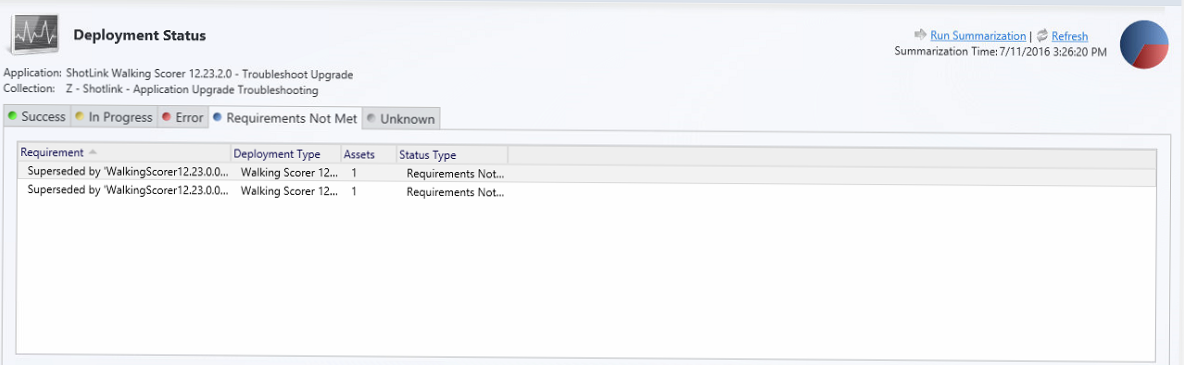 Deployment Status
Run Summarization | Refresh
Summarization Time: 7/11/2016 3:26:20 PM
Application: ShotLink Walking Scorer 12.23.2.0 - Troubleshoot Upgrade
Collection: Z - Shotlink - Application Upgrade Troubleshooting
Success In Progress Error Requirements Not Met Unknown
Requirement Deployment Type Assets Status Type
Superseded by 'WalkingScorer12.23.0.0... Walking Scorer 12... 1 Requirements Not...
Superseded by 'WalkingScorer12.23.0.0... Walking Scorer 12... 1 Requirements Not...